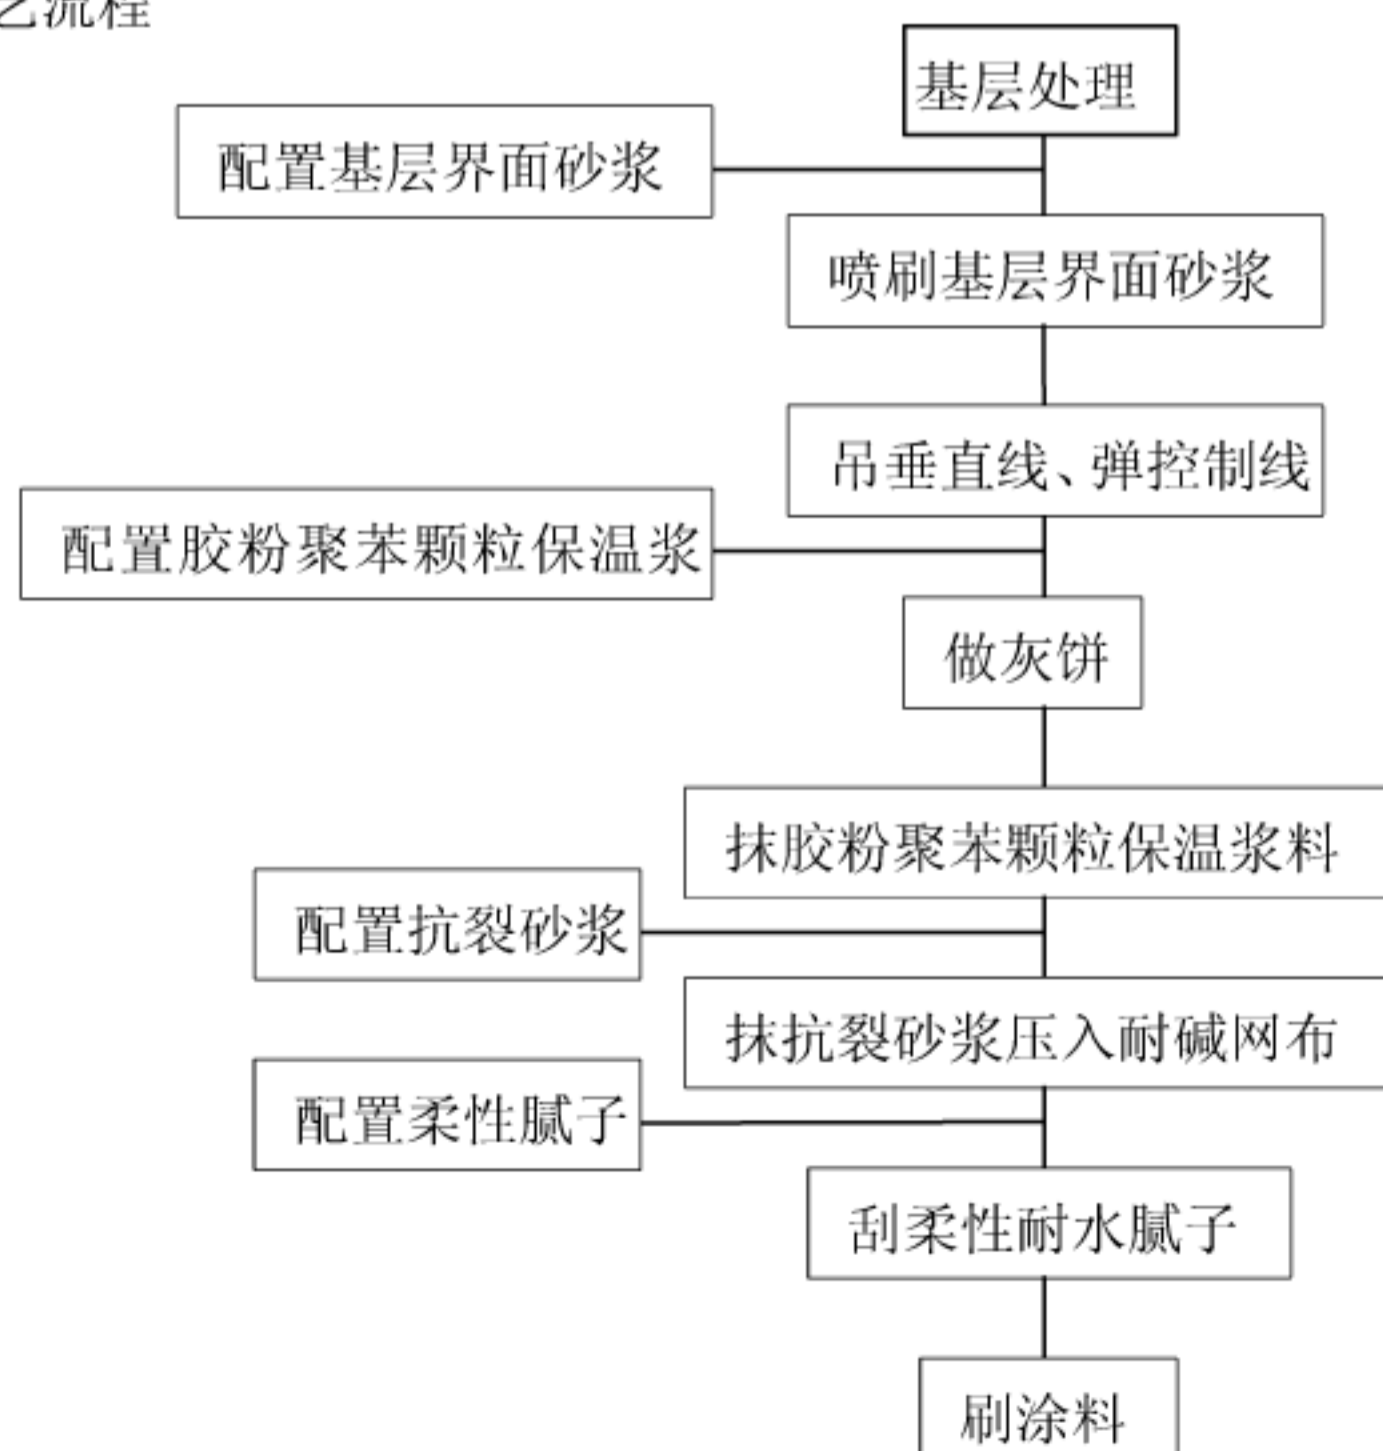 艺流程
基层处理
配置基层界面砂浆
喷刷基层界面砂浆
吊垂直线、弹控制线
配置胶粉聚苯颗粒保温浆
做灰饼
抹胶粉聚苯颗粒保温浆料
配置抗裂砂浆
抹抗裂砂浆压入耐碱网布
配置柔性腻子
刮柔性耐水腻子
刷涂料